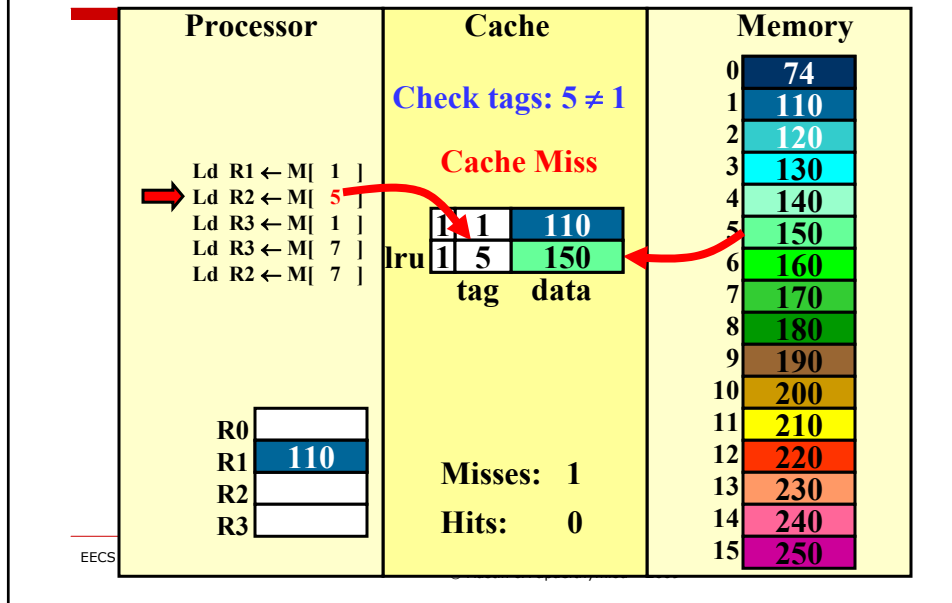 Processor
Ld R1 ← M[ 1 ]
Ld R2 ← M[ 5 ]
Ld R3 ← M[ 1 ]
Ld R3 ← M[ 7 ]
Ld R2 ← M[ 7 ]
R0
R1 110
R2
R3
Cache
Check tags: 5 ≠ 1
Cache Miss
1 1 110
lru 1 5 150
tag data
Misses: 1
Hits: 0
Memory
0 74
1 110
2 120
3 130
4 140
5 150
6 160
7 170
8 180
9 190
10 200
11 210
12 220
13 230
14 240
15 250
EECS